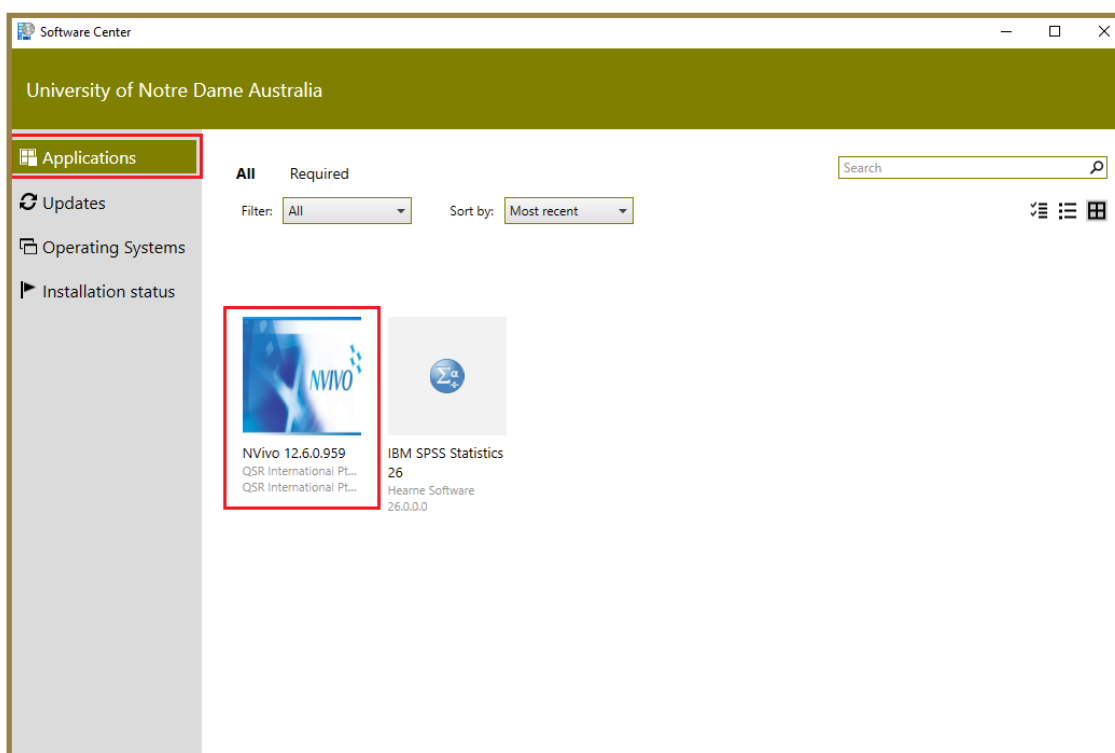 Software Center
University of Notre Dame Australia
Applications
Updates
Operating Systems
Installation status
All Required
Search
Filter: All Sort by: Most recent
NVIVO
NVivo 12.6.0.959
QSR International Pt...
QSR International Pt...
Σα
IBM SPSS Statistics
26
Hearne Software
26.0.0.0